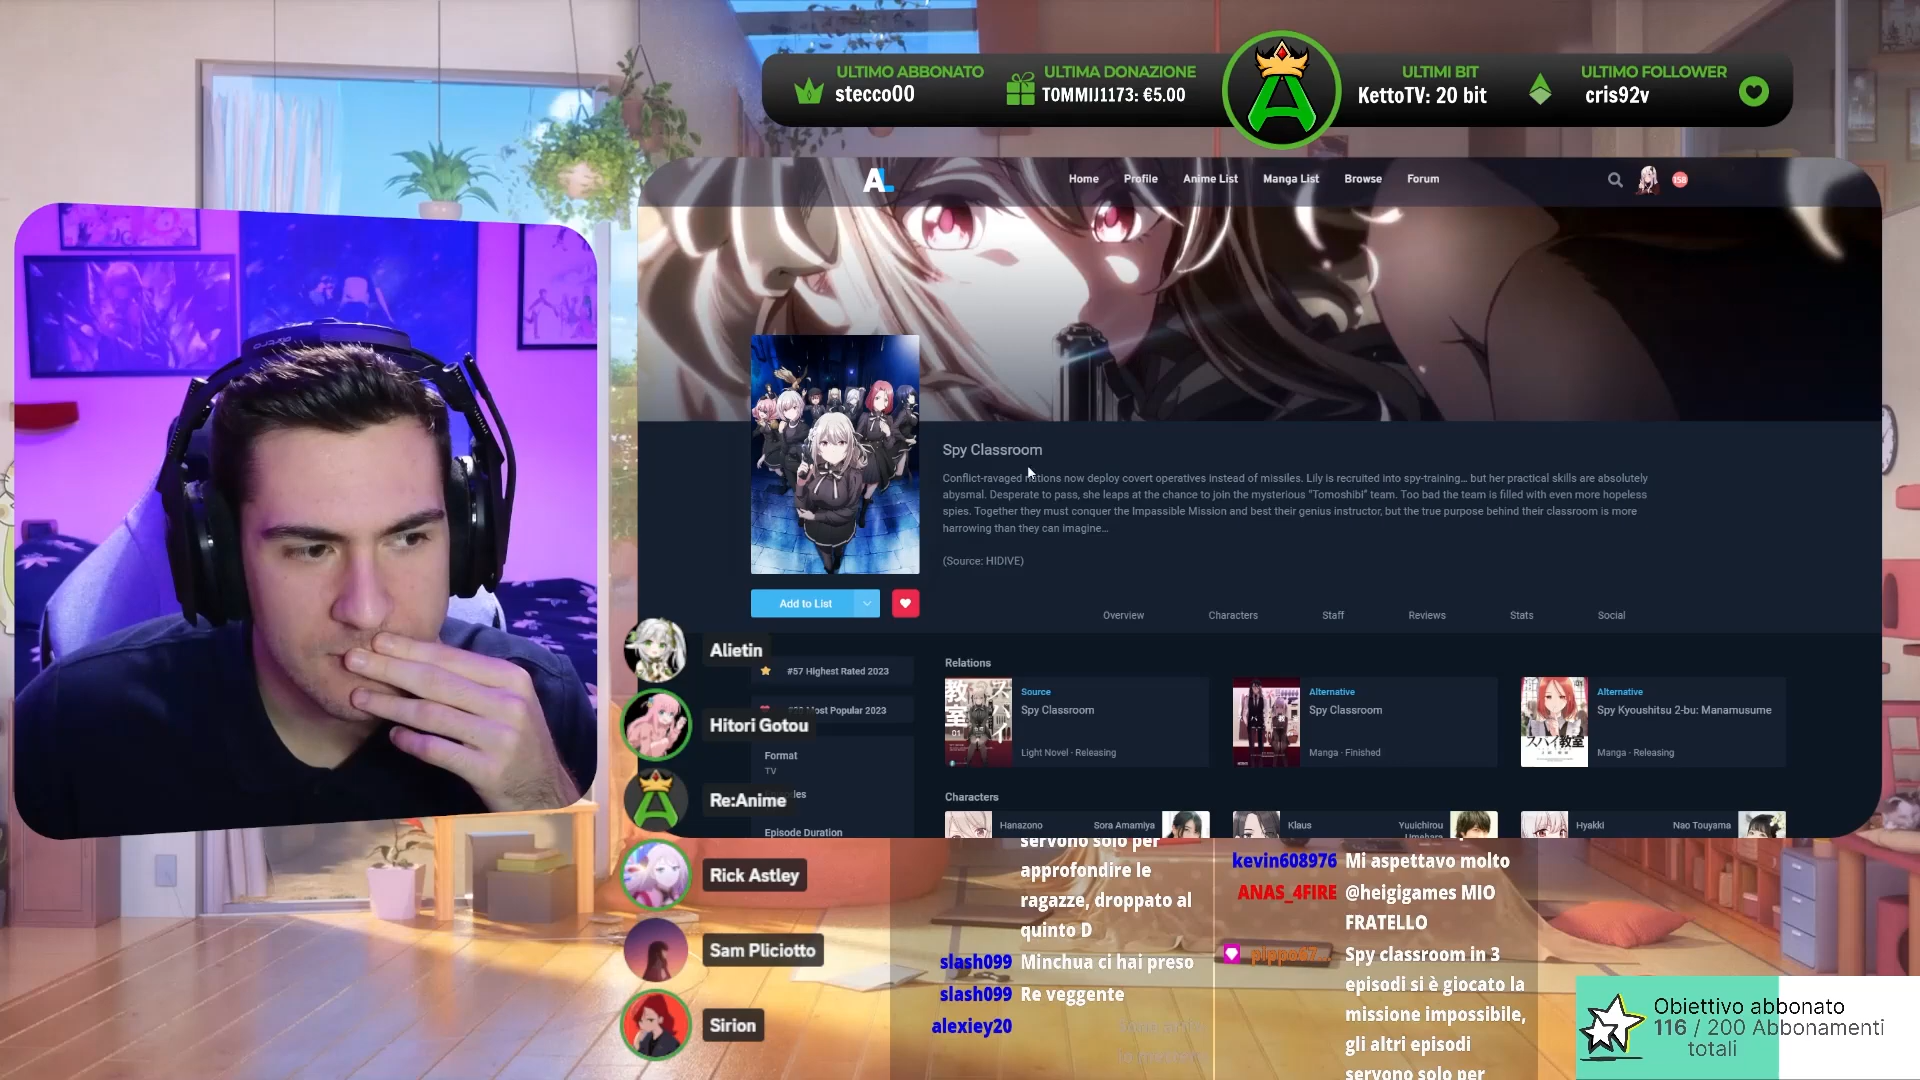 ULTIMO ABBONATO
stecco00
ULTIMA DONAZIONE
TOMMIJ1173: €5.00
ULTIMI BIT
KettoTV: 20 bit
ULTIMO FOLLOWER
cris92v
Home
Profile
Anime List
Manga List
Browse
Forum
158
Spy Classroom
Conflict-ravaged nations now deploy covert operatives instead of missiles. Lily is recruited into spy-training... but her practical skills are absolutely
abysmal. Desperate to pass, she leaps at the chance to join the mysterious "Tomoshibi" team. Too bad the team is filled with even more hopeless
spies. Together they must conquer the Impassible Mission and best their genius instructor, but the true purpose behind their classroom is more
harrowing than they can imagine...
(Source: HIDIVE)
Add to List
Overview
Characters
Staff
Reviews
Stats
Social
#57 Highest Rated 2023
Most Popular 2023
Format
TV
Episode Duration
Relations
Source
Spy Classroom
Light Novel · Releasing
Alternative
Spy Classroom
Manga · Finished
Alternative
Spy Kyoushitsu 2-bu: Manamusume
Manga · Releasing
Characters
Hanazono
Sora Amamiya
Klaus
Yuuichirou
Umehara
Hyakki
Nao Touyama
Alietin
Hitori Gotou
Re:Anime
Rick Astley
Sam Pliciotto
Sirion
servono solo per
approfondire le
ragazze, droppato al
quinto D
slash099 Minchua ci hai preso
slash099 Re veggente
alexiey20
kevin608976 Mi aspettavo molto
ANAS_4FIRE @heigigames MIO
FRATELLO
Spy classroom in 3
episodi si è giocato la
missione impossibile,
gli altri episodi
servono solo per
Obiettivo abbonato
116 / 200 Abbonamenti
totali